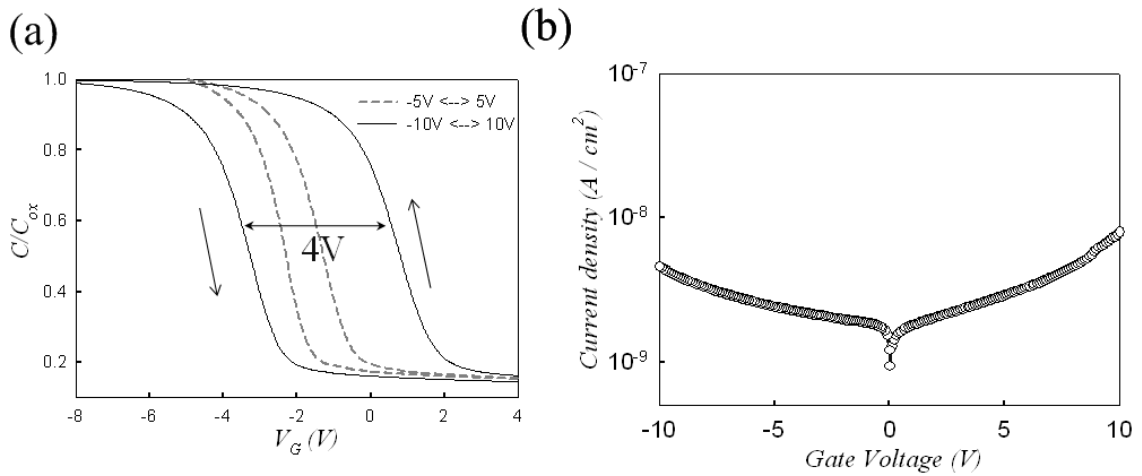 (a)
(b)
1.0
0.8
0.6
0.4
0.2
C/Cox
-5V <--> 5V
-10V <--> 10V
4V
-8 -6 -4 -2 0 2 4
VG (V)
10-7
10-8
10-9
Current density (A / cm2)
-10 -5 0 5 10
Gate Voltage (V)